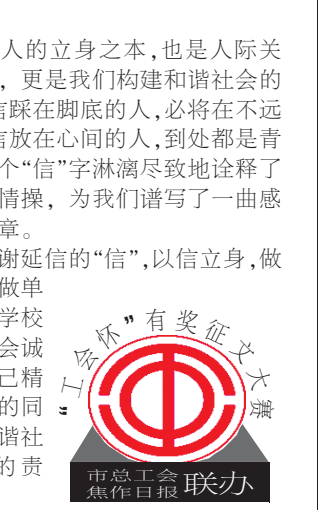 人的立身之本,也是人际关
,更是我们构建和谐社会的
信踩在脚底的人,必将在不远
信放在心间的人,到处都是青
个“信”字淋漓尽致地诠释了
情操，为我们谱写了一曲感
章。
谢延信的“信”,以信立身,做
做单
学校
会诚
己精
的同
谐社
的责
“工会杯”有奖征文大赛
市总工会
焦作日报
联办